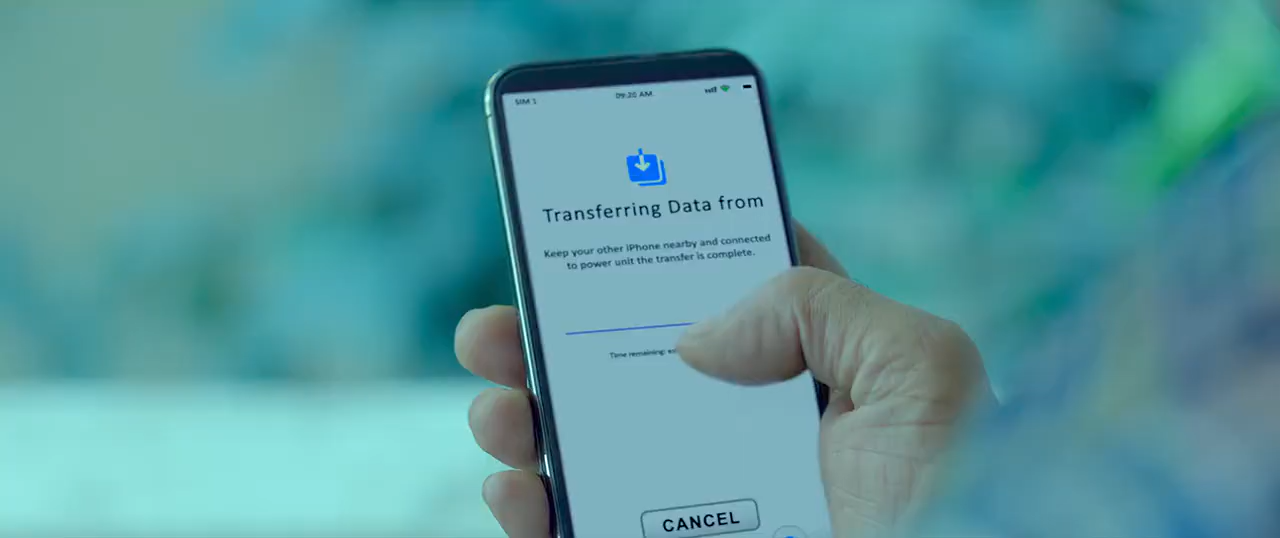 SIM 1
09:20 AM.
Transferring Data from
Keep your other iPhone nearby and connected
to power unit the transfer is complete.
Time remaining:
CANCEL